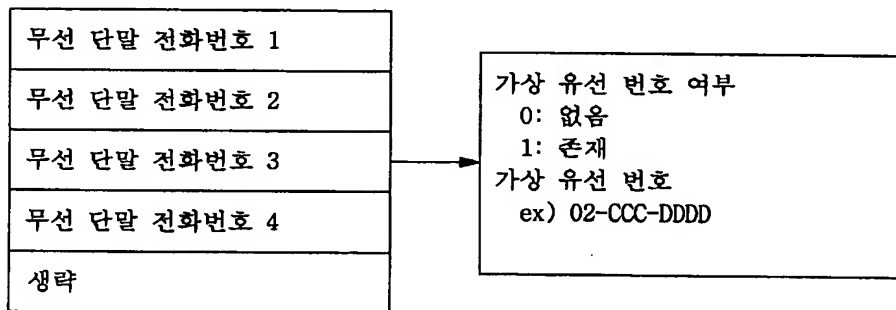 무선 단말 전화번호 1
무선 단말 전화번호 2
무선 단말 전화번호 3
무선 단말 전화번호 4
생략
가상 유선 번호 여부
0: 없음
1: 존재
가상 유선 번호
ex) 02-CCC-DDDD